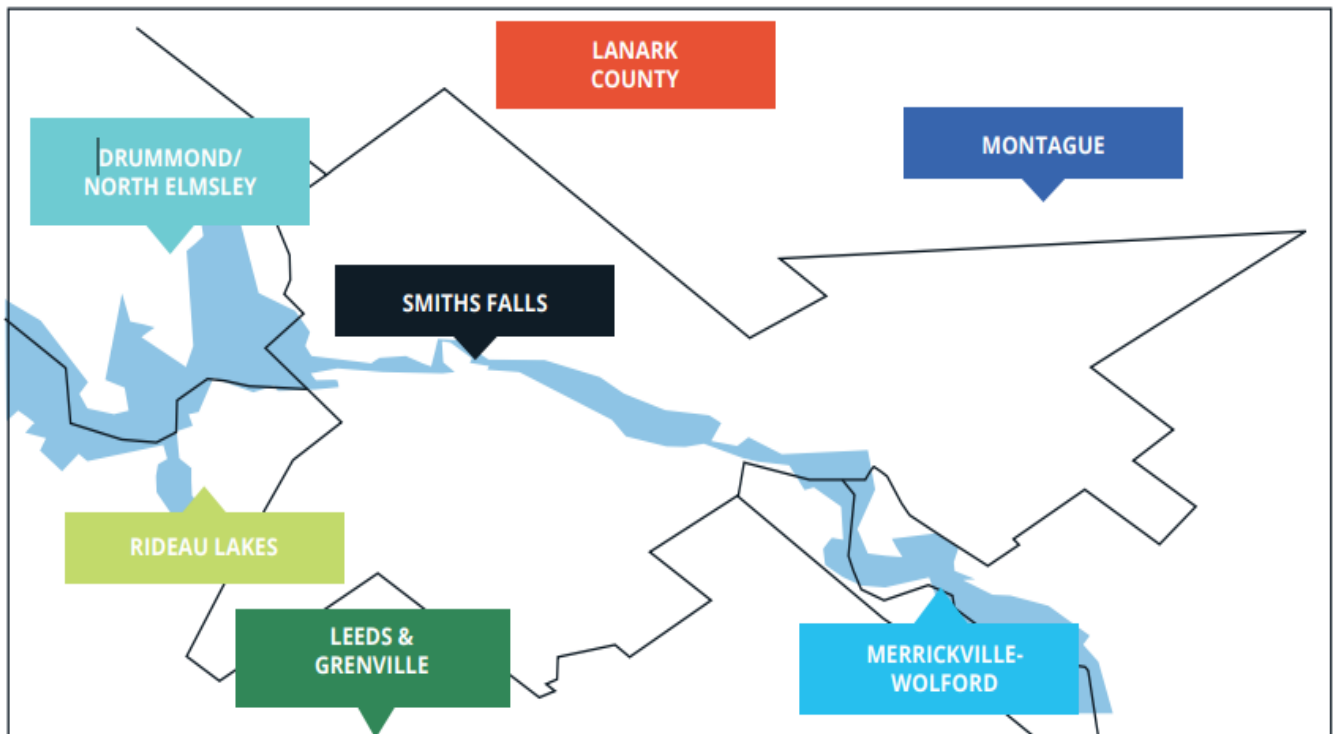 LANARK
COUNTY
MONTAGUE
DRUMMOND/
NORTH ELMSLEY
SMITHS FALLS
RIDEAU LAKES
LEEDS &
GRENVILLE
MERRICKVILLE-
WOLFORD